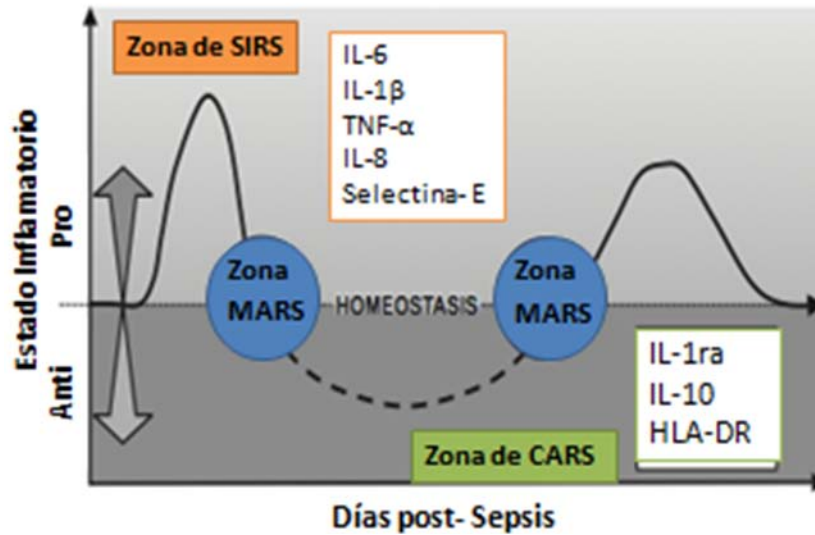 Zona de SIRS
IL-6
IL-1β
TNF-α
IL-8
Selectina- E
Estado Inflamatorio
Pro
Anti
Zona
MARS
HOMEOSTASIS
Zona
MARS
IL-1ra
IL-10
HLA-DR
Zona de CARS
Días post- Sepsis